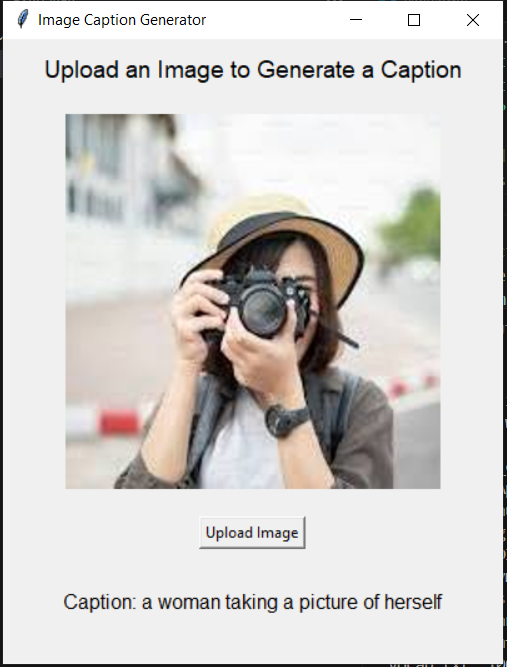 Image Caption Generator
Upload an Image to Generate a Caption
Upload Image
Caption: a woman taking a picture of herself